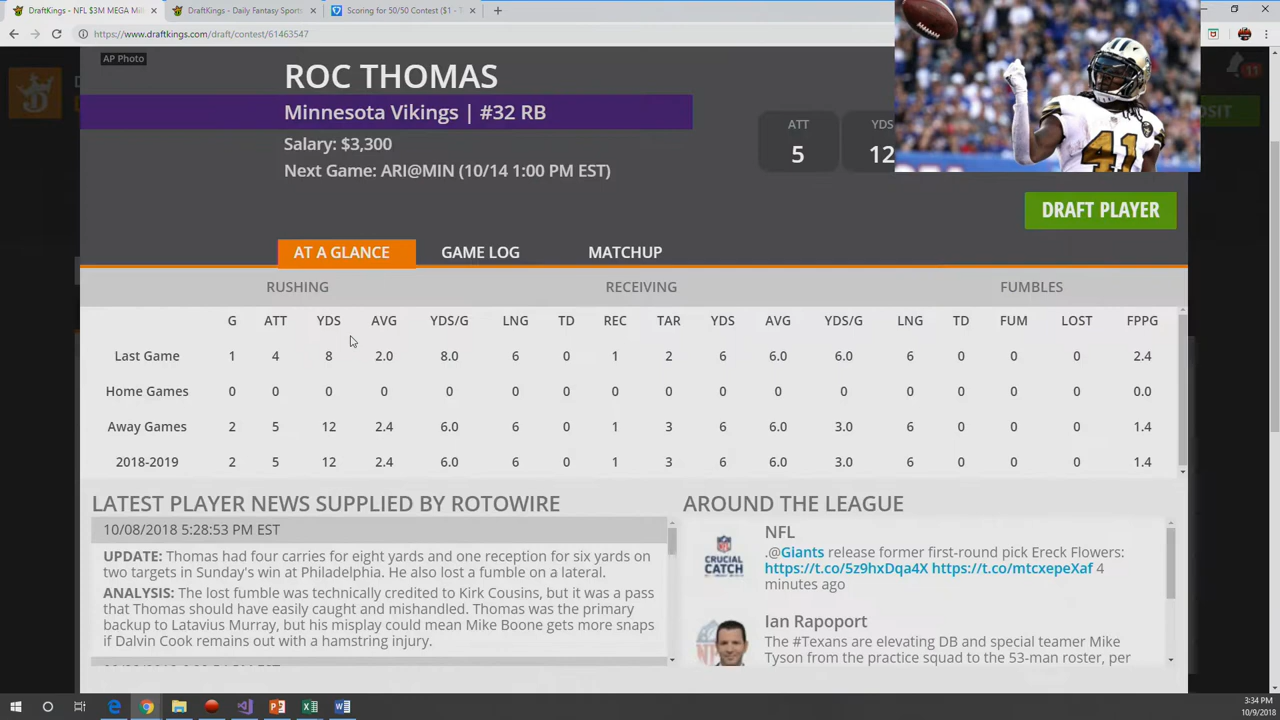 DraftKings - NFL $3M MEGA Mil
DraftKings - Daily Fantasy Sports
Scoring for 50/50 Contest ($1 - T
https://www.draftkings.com/draft/contest/61463547
AP Photo
ROC THOMAS
Minnesota Vikings | #32 RB
Salary: $3,300
Next Game: ARI@MIN (10/14 1:00 PM EST)
ATT YDS
5 12
41
11
OSIT
DRAFT PLAYER
AT A GLANCE GAME LOG MATCHUP
RUSHING RECEIVING FUMBLES
G ATT YDS AVG YDS/G LNG TD REC TAR YDS AVG YDS/G LNG TD FUM LOST FPPG
Last Game 1 4 8 2.0 8.0 6 0 1 2 6 6.0 6.0 6 0 0 0 2.4
Home Games 0 0 0 0 0 0 0 0 0 0 0 0 0 0 0 0 0.0
Away Games 2 5 12 2.4 6.0 6 0 1 3 6 6.0 3.0 6 0 0 0 1.4
2018-2019 2 5 12 2.4 6.0 6 0 1 3 6 6.0 3.0 6 0 0 0 1.4
LATEST PLAYER NEWS SUPPLIED BY ROTOWIRE
10/08/2018 5:28:53 PM EST
UPDATE: Thomas had four carries for eight yards and one reception for six yards on
two targets in Sunday's win at Philadelphia. He also lost a fumble on a lateral.
ANALYSIS: The lost fumble was technically credited to Kirk Cousins, but it was a pass
that Thomas should have easily caught and mishandled. Thomas was the primary
backup to Latavius Murray, but his misplay could mean Mike Boone gets more snaps
if Dalvin Cook remains out with a hamstring injury.
AROUND THE LEAGUE
CRUCIAL
CATCH
NFL
.@Giants release former first-round pick Ereck Flowers:
https://t.co/5z9hxDqa4X https://t.co/mtcxepeXaf 4
minutes ago
Ian Rapoport
The #Texans are elevating DB and special teamer Mike
Tyson from the practice squad to the 53-man roster, per
3:34 PM
10/9/2018